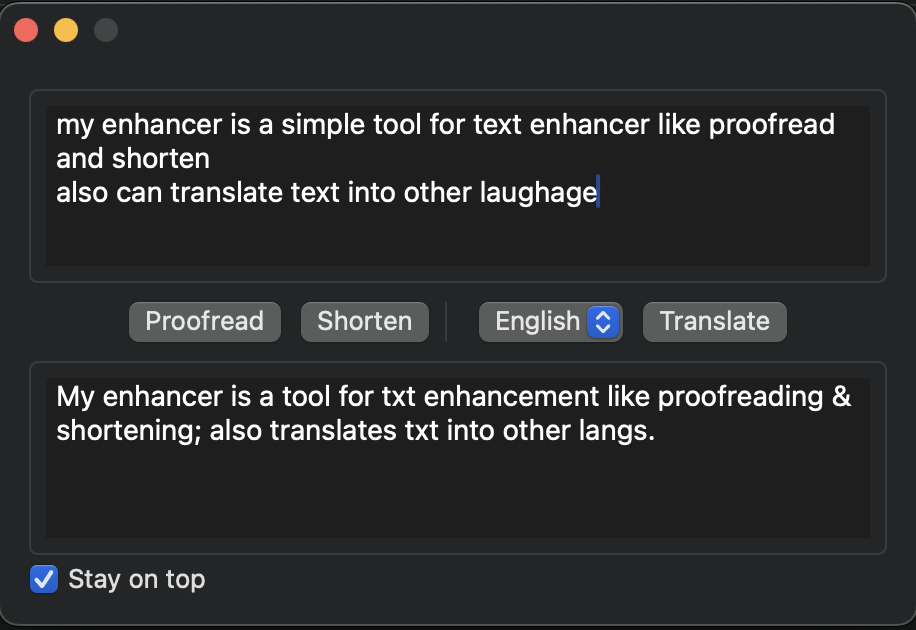 my enhancer is a simple tool for text enhancer like proofread
and shorten
also can translate text into other laughage
Proofread Shorten English Translate
My enhancer is a tool for txt enhancement like proofreading &
shortening; also translates txt into other langs.
Stay on top